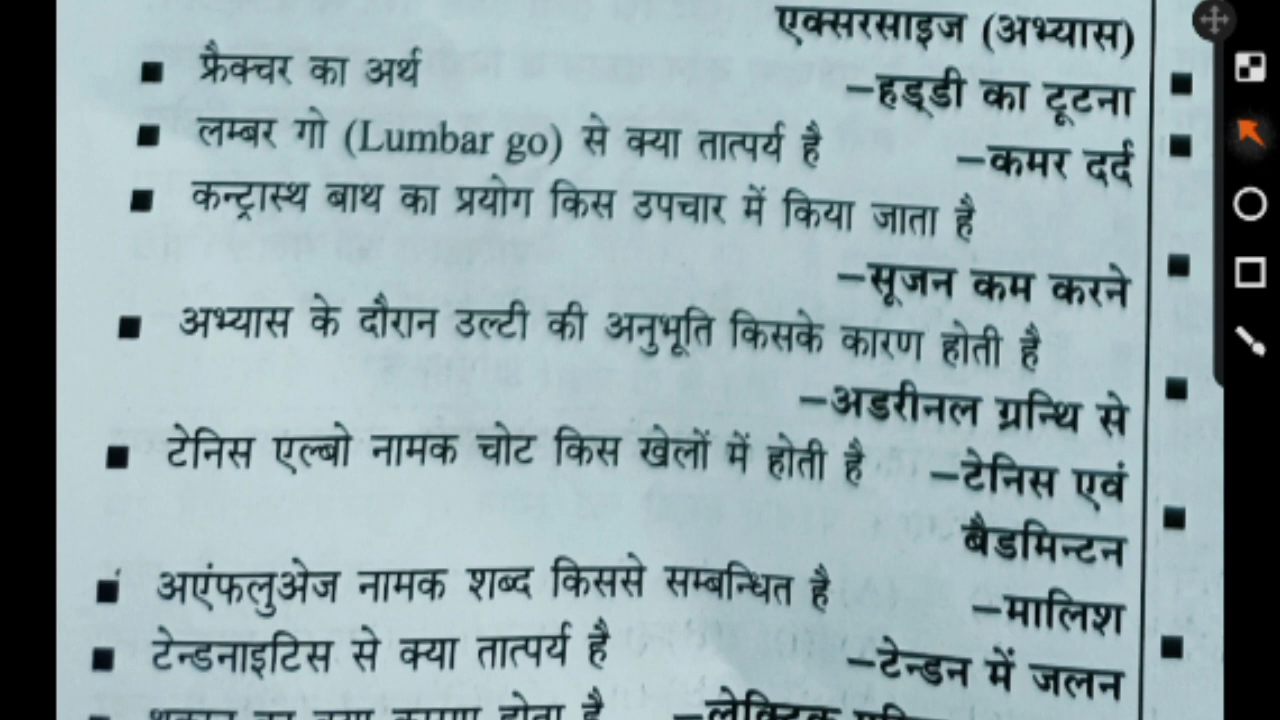 एक्सरसाइज (अभ्यास)
▪ फ्रैक्चर का अर्थ –हड्डी का टूटना
▪ लम्बर गो (Lumbar go) से क्या तात्पर्य है –कमर दर्द
▪ कन्ट्रास्थ बाथ का प्रयोग किस उपचार में किया जाता है
–सूजन कम करने
▪ अभ्यास के दौरान उल्टी की अनुभूति किसके कारण होती है
–अडरीनल ग्रन्थि से
▪ टेनिस एल्बो नामक चोट किस खेलों में होती है –टेनिस एवं
बैडमिन्टन
▪ अएंफलुअेज नामक शब्द किससे सम्बन्धित है –मालिश
▪ टेन्डनाइटिस से क्या तात्पर्य है –टेन्डन में जलन